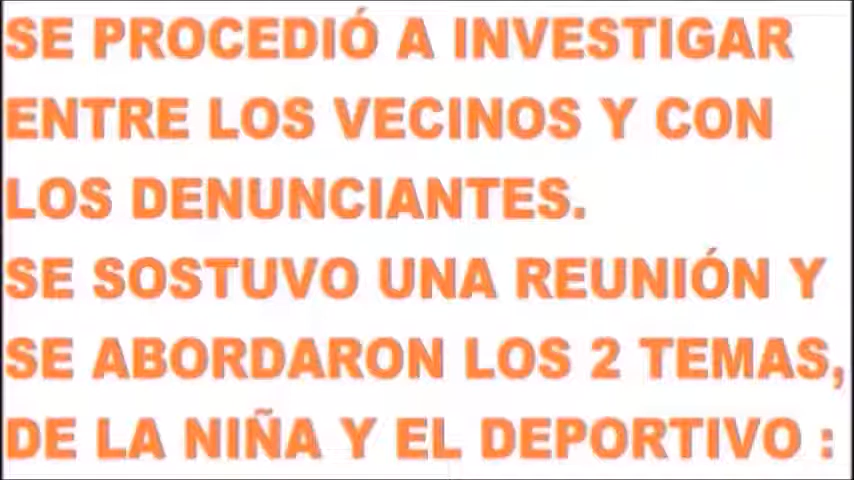 SE PROCEDIÓ A INVESTIGAR
ENTRE LOS VECINOS Y CON
LOS DENUNCIANTES.
SE SOSTUVO UNA REUNIÓN Y
SE ABORDARON LOS 2 TEMAS,
DE LA NIÑA Y EL DEPORTIVO :